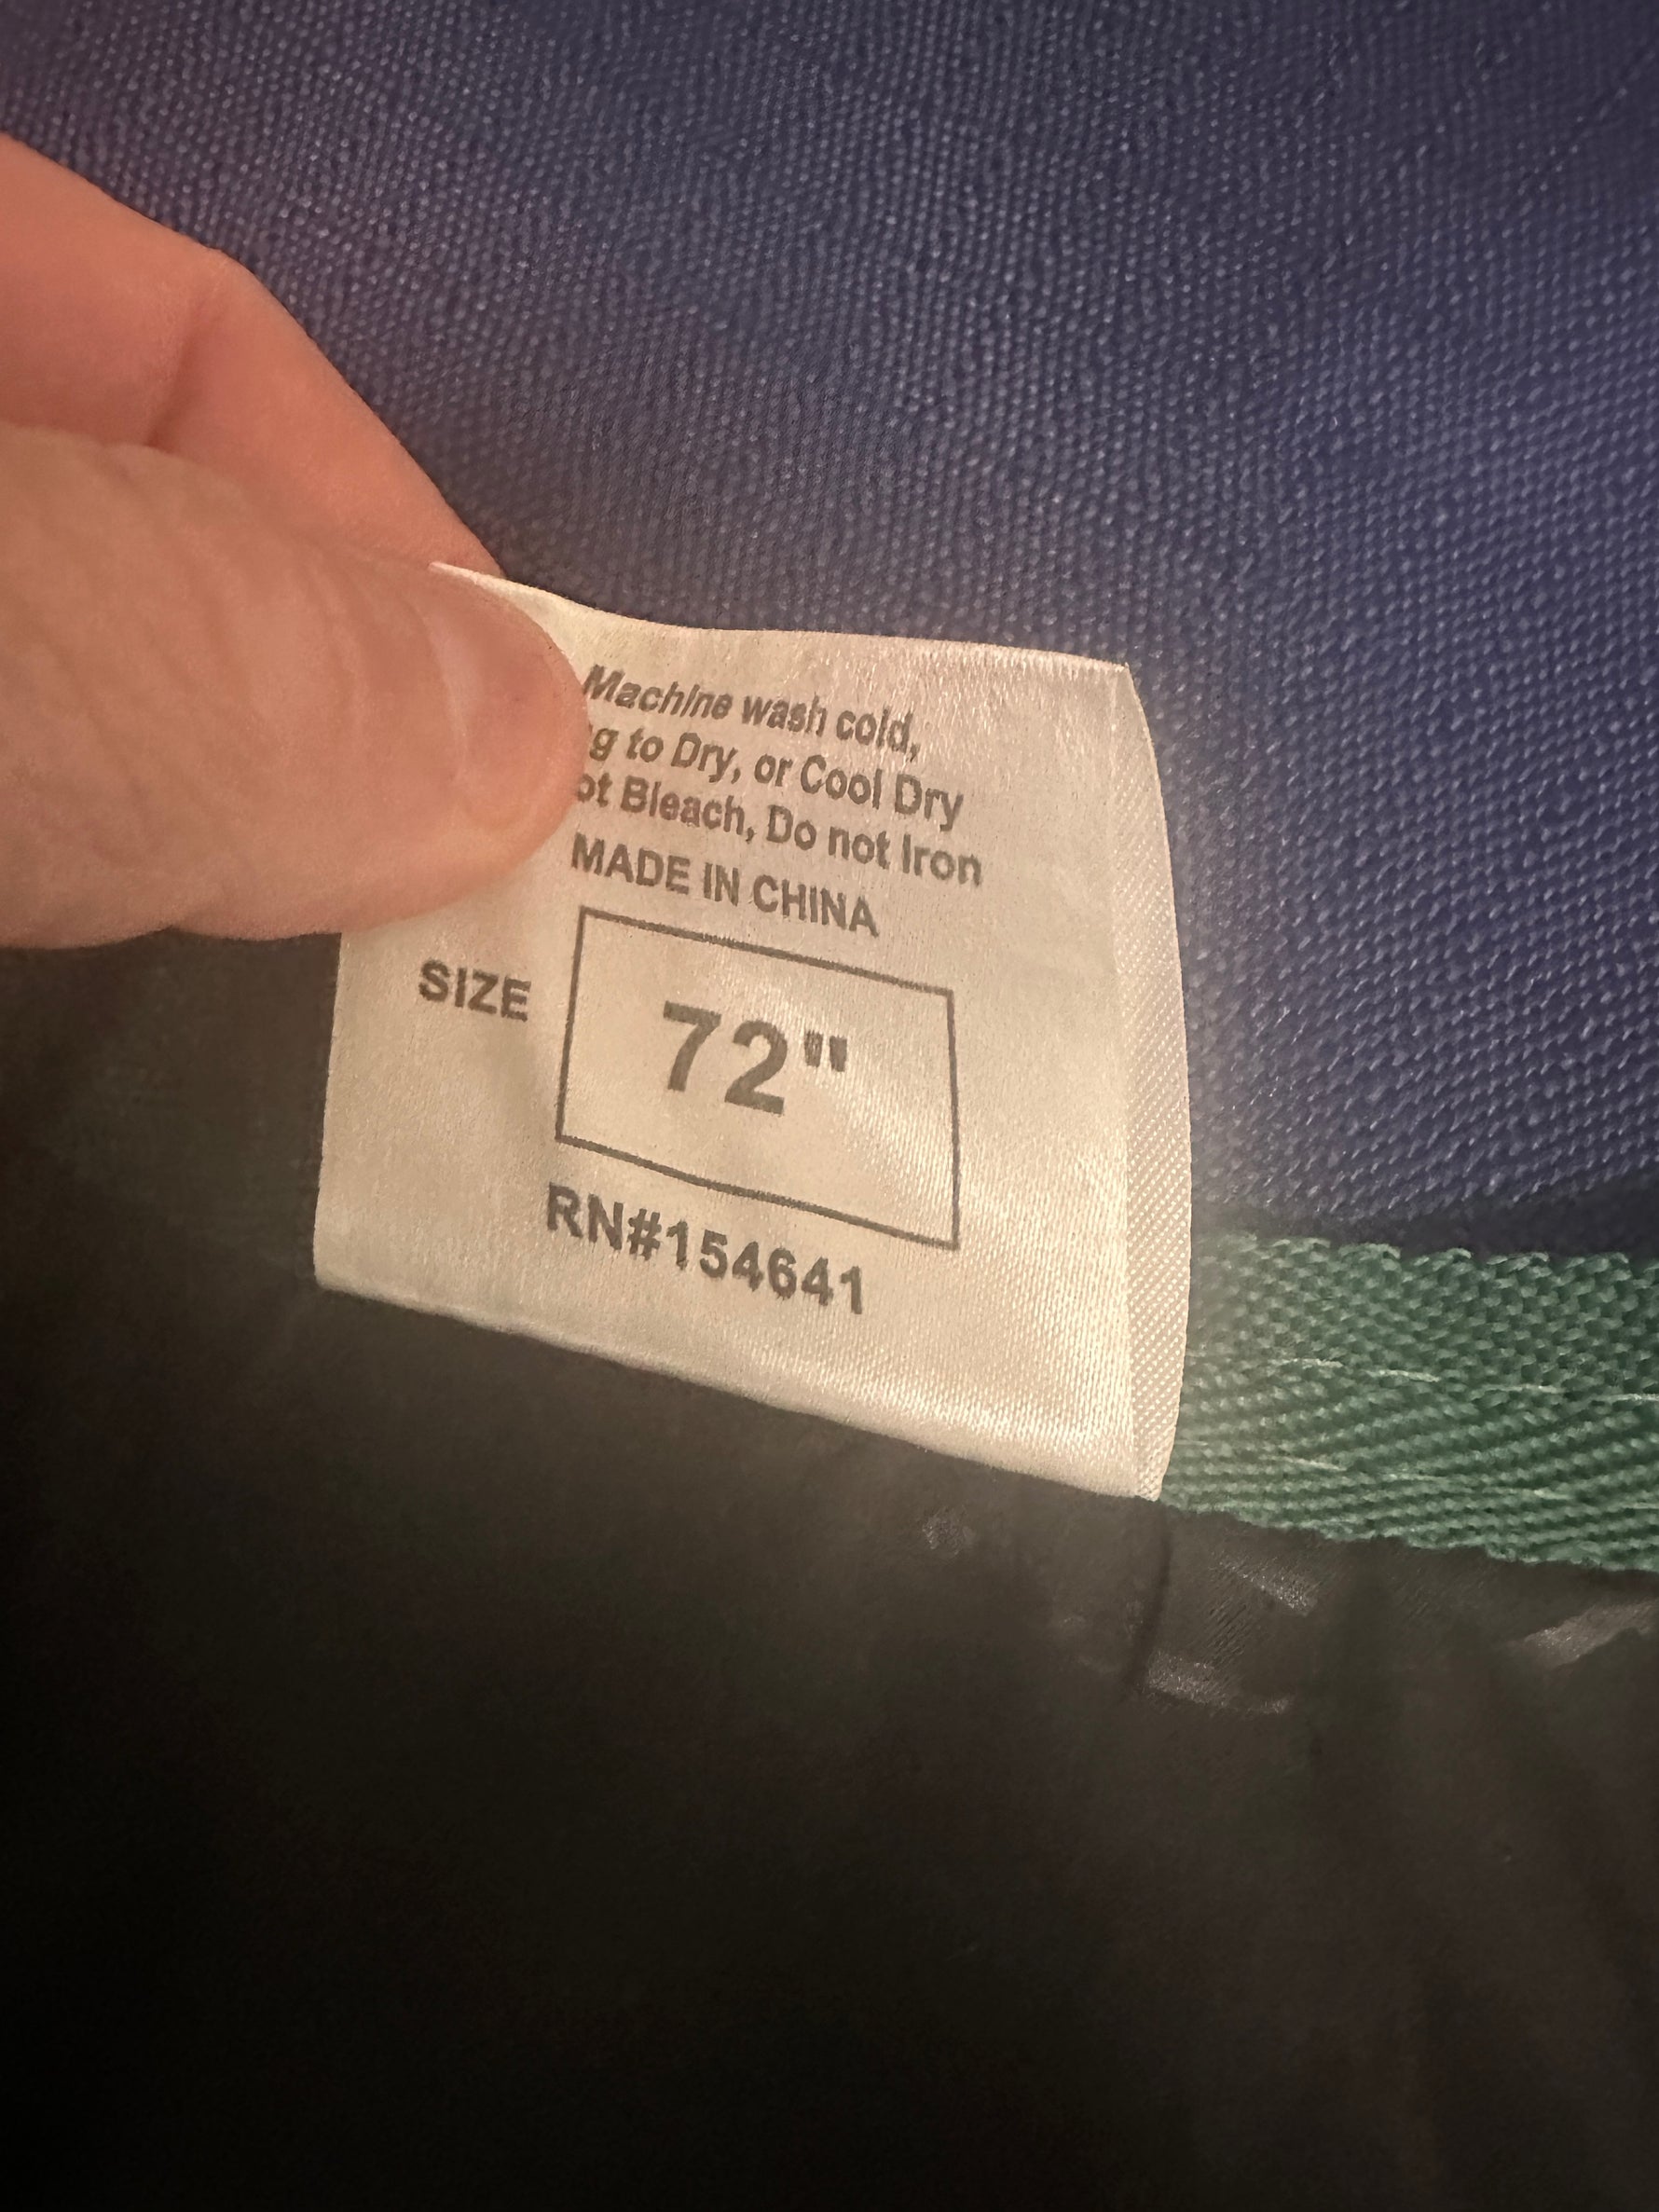 Machine wash cold,
to Dry, or Cool Dry
Bleach, Do not Iron
MADE IN CHINA
SIZE 72"
RN#154641